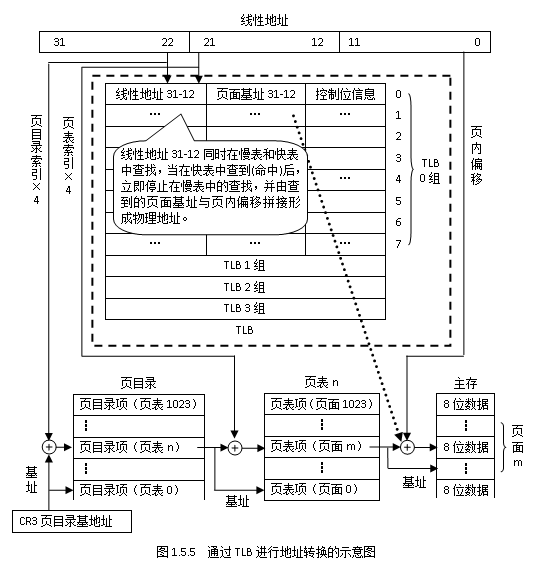 线性地址
31 22 21 12 11 0
线性地址 31-12 页面基址 31-12 控制位信息 0
… … 1
2
3
… 4
5
6
… … … 7
线性地址 31-12 同时在慢表和快表
中查找，当在快表中查到(命中)后，
立即停止在慢表中的查找，并由查
到的页面基址与页内偏移拼接形
成物理地址。
TLB
0 组
页目录索引×4
页表索引×4
页内偏移
TLB 1 组
TLB 2 组
TLB 3 组
TLB
页目录 页表 n 主存
页目录项（页表 1023） 页表项（页面 1023） 8 位数据
页目录项（页表 n） 页表项（页面 m） 8 位数据
页目录项（页表 0） 页表项（页面 0） 8 位数据
页面 m
基址
基址
基址
CR3 页目录基地址
图 1.5.5 通过 TLB 进行地址转换的示意图